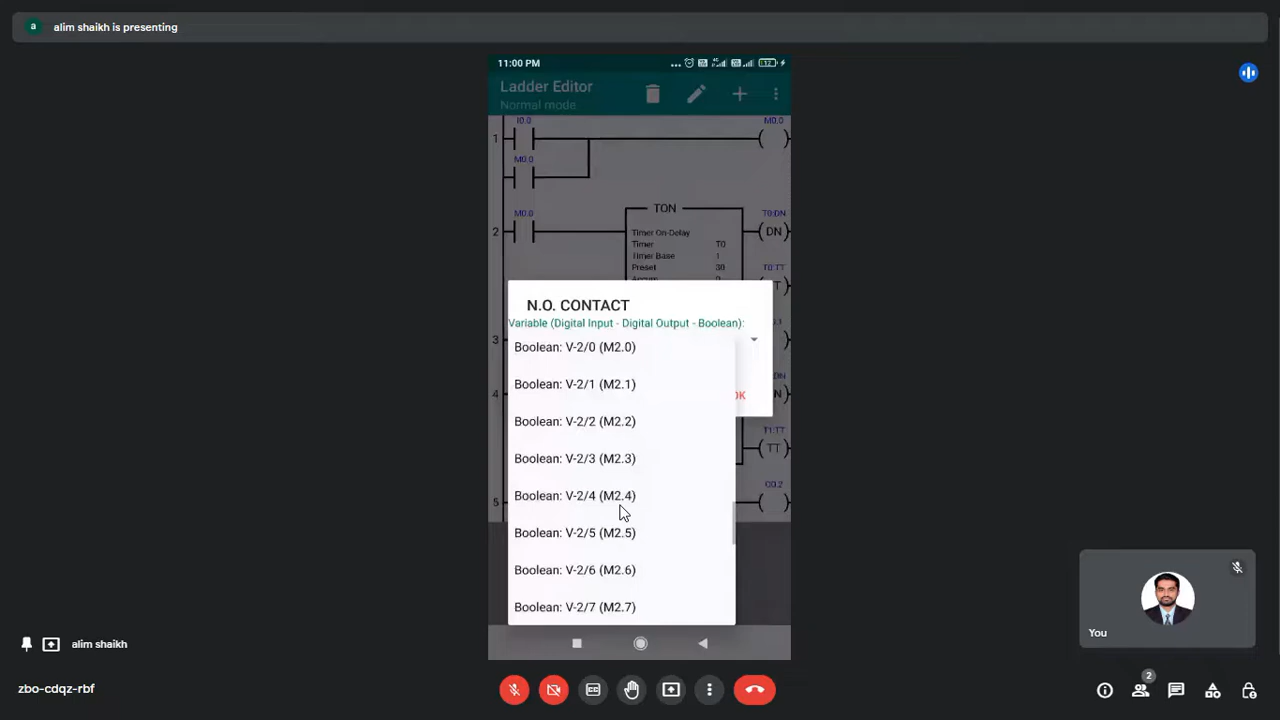 a alim shaikh is presenting
11:00 PM
Ladder Editor
Normal mode
I0.0
M0.0
1
M0.0
M0.0
TON
T0:DN
2
Timer On-Delay
DN
Timer T0
Timer Base 1
Preset 30
T0:TT
N.O. CONTACT
Variable (Digital Input - Digital Output - Boolean):
3
Boolean: V-2/0 (M2.0)
Boolean: V-2/1 (M2.1)
4
OK
Boolean: V-2/2 (M2.2)
T1:TT
TT
Boolean: V-2/3 (M2.3)
Boolean: V-2/4 (M2.4)
5
Boolean: V-2/5 (M2.5)
Boolean: V-2/6 (M2.6)
Boolean: V-2/7 (M2.7)
You
alim shaikh
zbo-cdqz-rbf
2